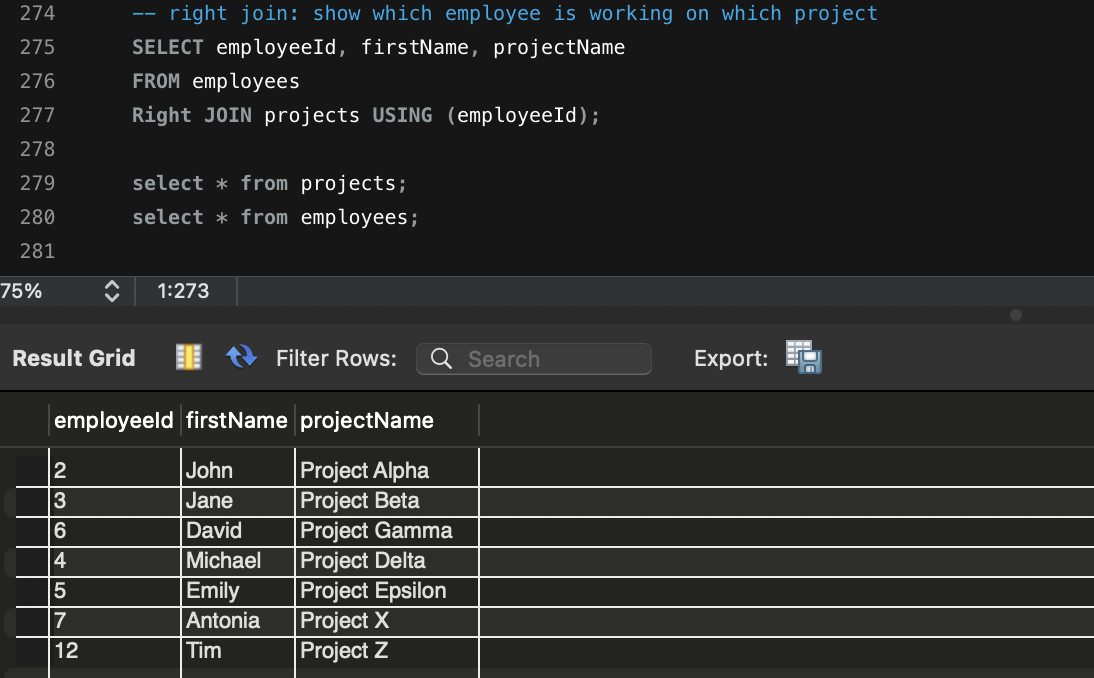 274 -- right join: show which employee is working on which project
275 SELECT employeeId, firstName, projectName
276 FROM employees
277 Right JOIN projects USING (employeeId);
278
279 select * from projects;
280 select * from employees;
281
75% 1:273
Result Grid Filter Rows: Search Export:
employeeId firstName projectName
2 John Project Alpha
3 Jane Project Beta
6 David Project Gamma
4 Michael Project Delta
5 Emily Project Epsilon
7 Antonia Project X
12 Tim Project Z